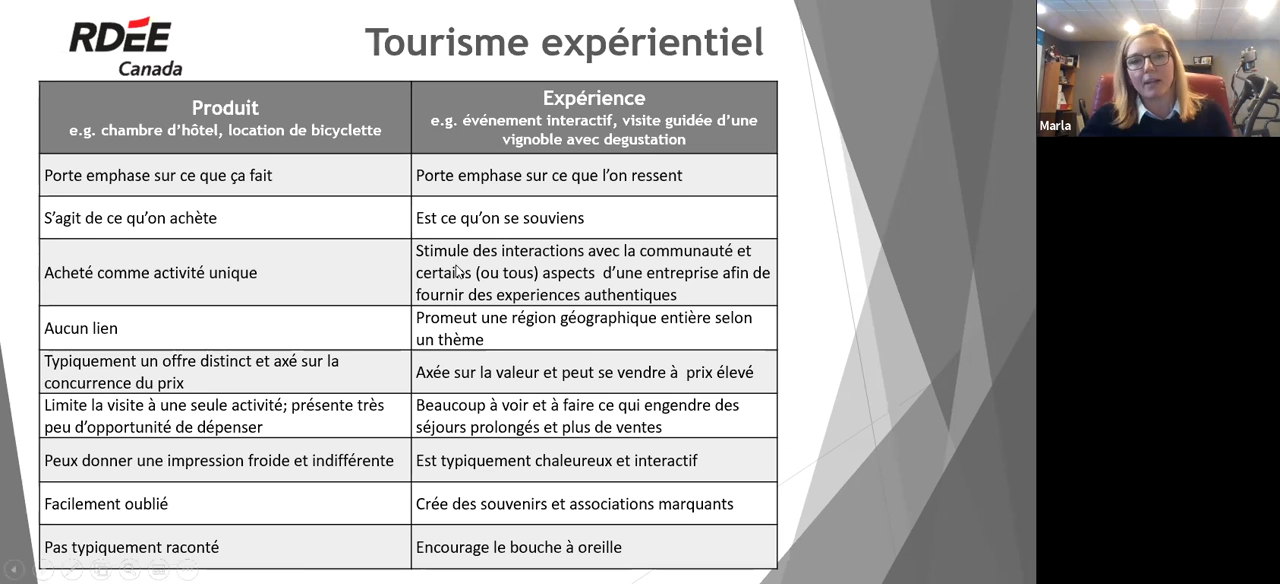 RDÉE
Canada
Tourisme expérientiel
Produit
e.g. chambre d'hôtel, location de bicyclette
Expérience
e.g. événement interactif, visite guidée d'une
vignoble avec degustation
Porte emphase sur ce que ça fait
Porte emphase sur ce que l'on ressent
S'agit de ce qu'on achète
Est ce qu'on se souviens
Acheté comme activité unique
Stimule des interactions avec la communauté et
certains (ou tous) aspects d'une entreprise afin de
fournir des experiences authentiques
Aucun lien
Promeut une région géographique entière selon
un thème
Typiquement un offre distinct et axé sur la
concurrence du prix
Axée sur la valeur et peut se vendre à prix élevé
Limite la visite à une seule activité; présente très
peu d'opportunité de dépenser
Beaucoup à voir et à faire ce qui engendre des
séjours prolongés et plus de ventes
Peux donner une impression froide et indifférente
Est typiquement chaleureux et interactif
Facilement oublié
Crée des souvenirs et associations marquants
Pas typiquement raconté
Encourage le bouche à oreille
Marla